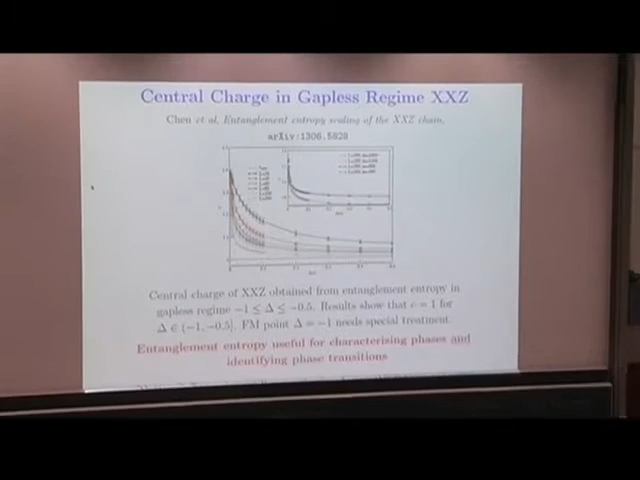 Central Charge in Gapless Regime XXZ
Chen et al, Entanglement entropy scaling of the XXZ chain,
arXiv:1306.5828
Central charge of XXZ obtained from entanglement entropy in
gapless regime −1 ≤ Δ ≤ −0.5. Results show that c = 1 for
Δ ∈ (−1, −0.5]. FM point Δ = −1 needs special treatment.
Entanglement entropy useful for characterising phases and
identifying phase transitions